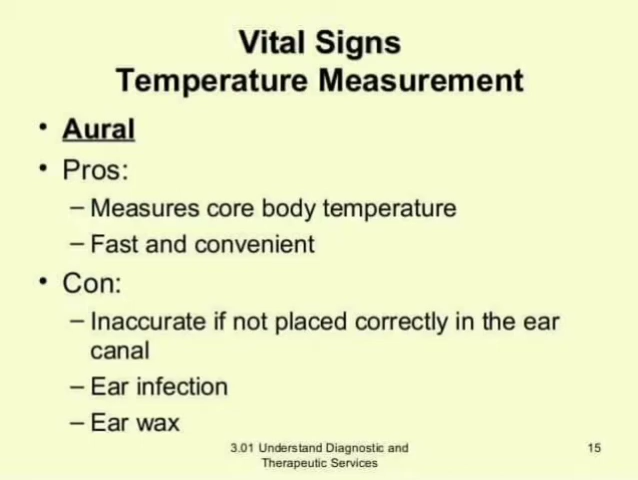 Vital Signs
Temperature Measurement
• Aural
• Pros:
– Measures core body temperature
– Fast and convenient
• Con:
– Inaccurate if not placed correctly in the ear
canal
– Ear infection
– Ear wax
3.01 Understand Diagnostic and
Therapeutic Services
15